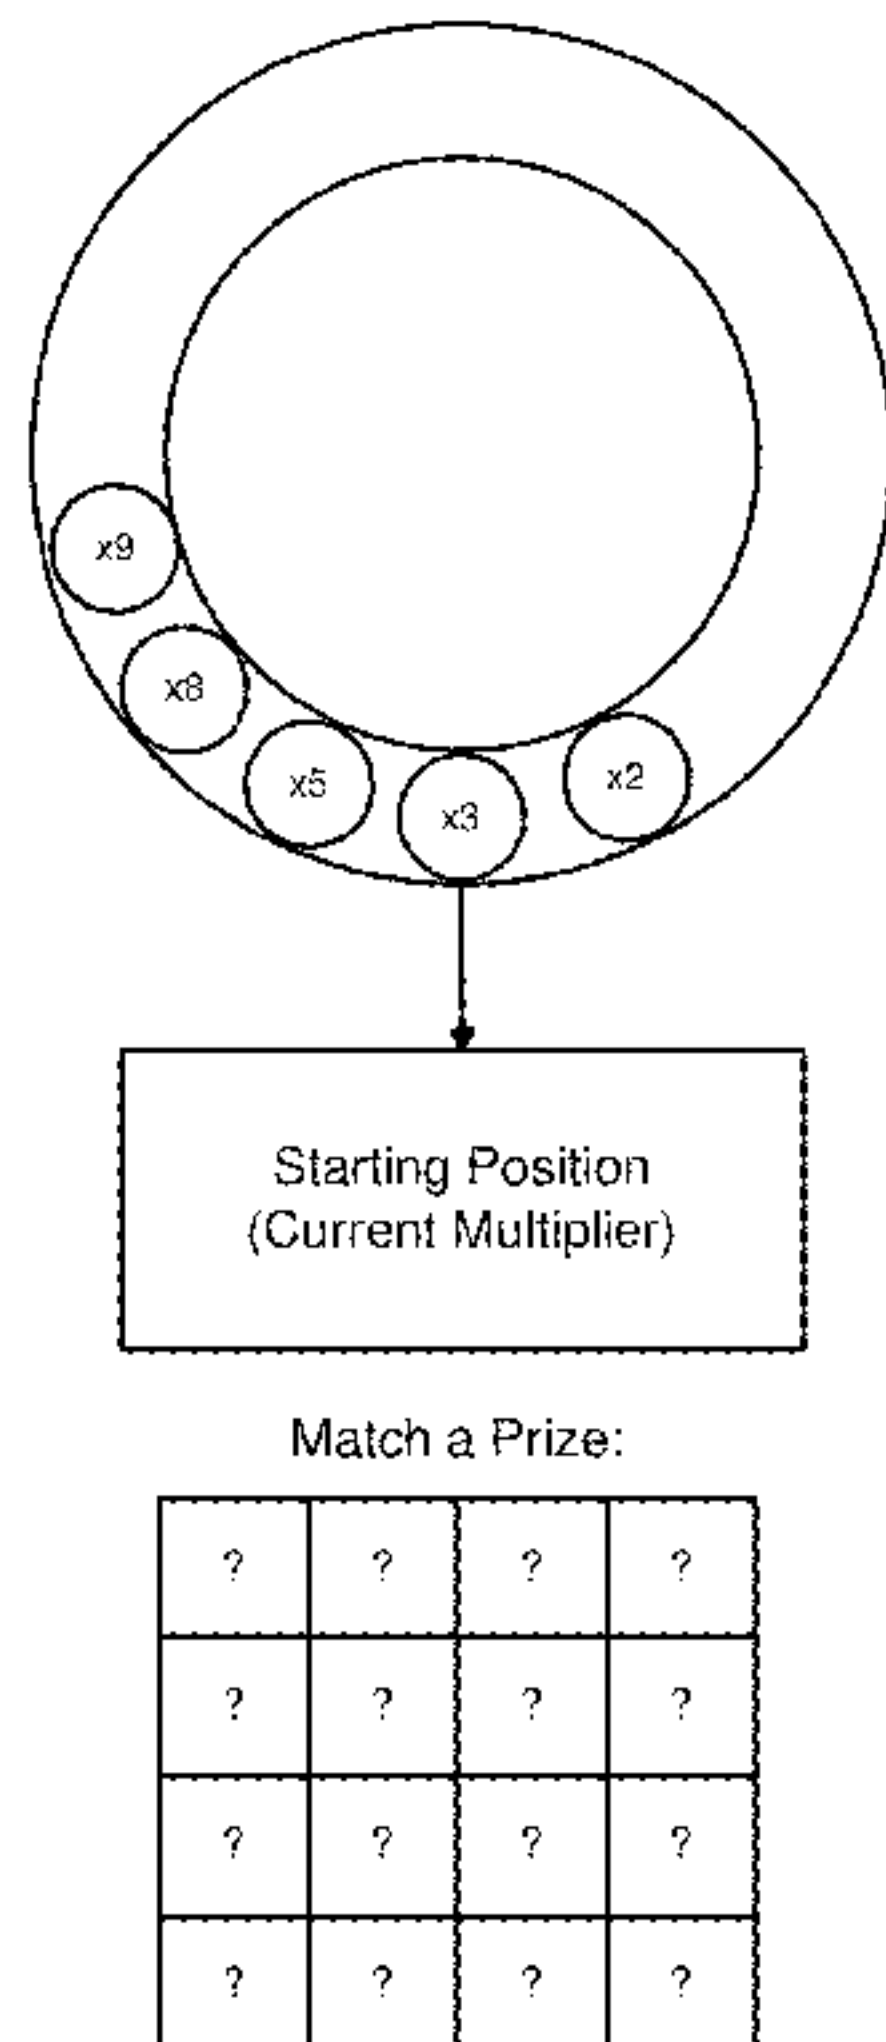 x9
x8
x5
x3
x2
Starting Position
(Current Multiplier)
Match a Prize:
? ? ? ?
? ? ? ?
? ? ? ?
? ? ? ?